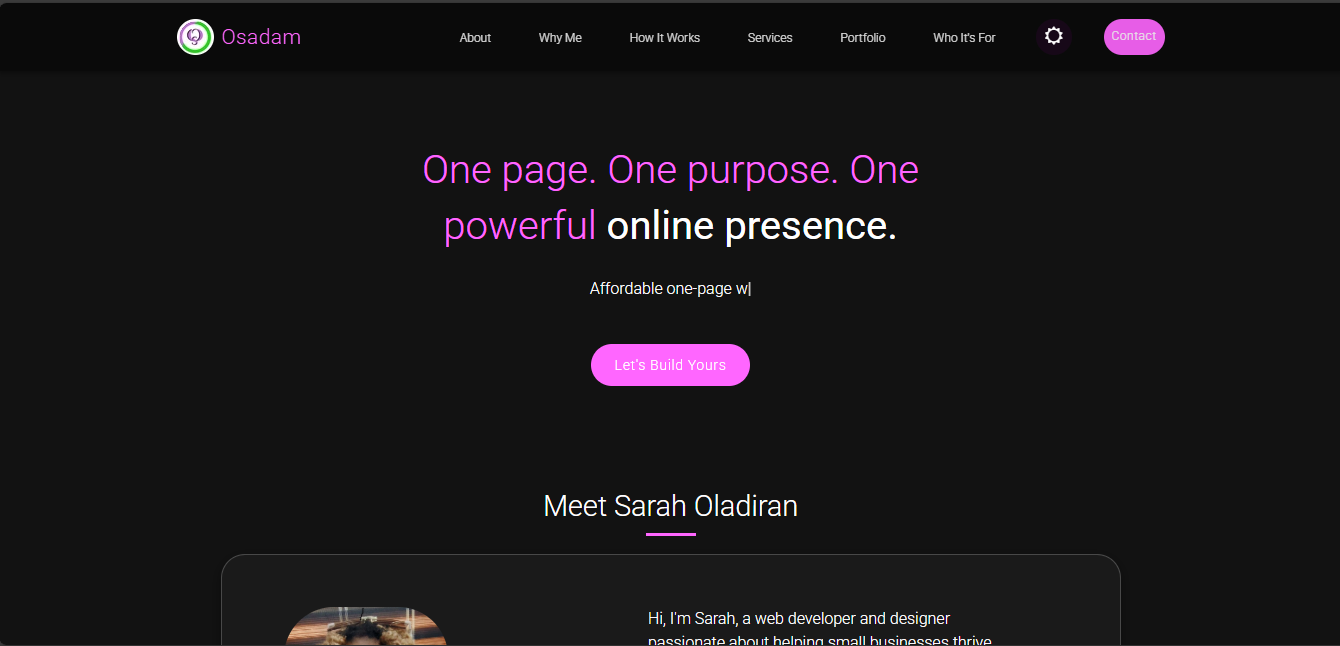 Osadam
About
Why Me
How It Works
Services
Portfolio
Who It's For
Contact
One page. One purpose. One
powerful online presence.
Affordable one-page w|
Let's Build Yours
Meet Sarah Oladiran
Hi, I'm Sarah, a web developer and designer
passionate about helping small businesses thrive